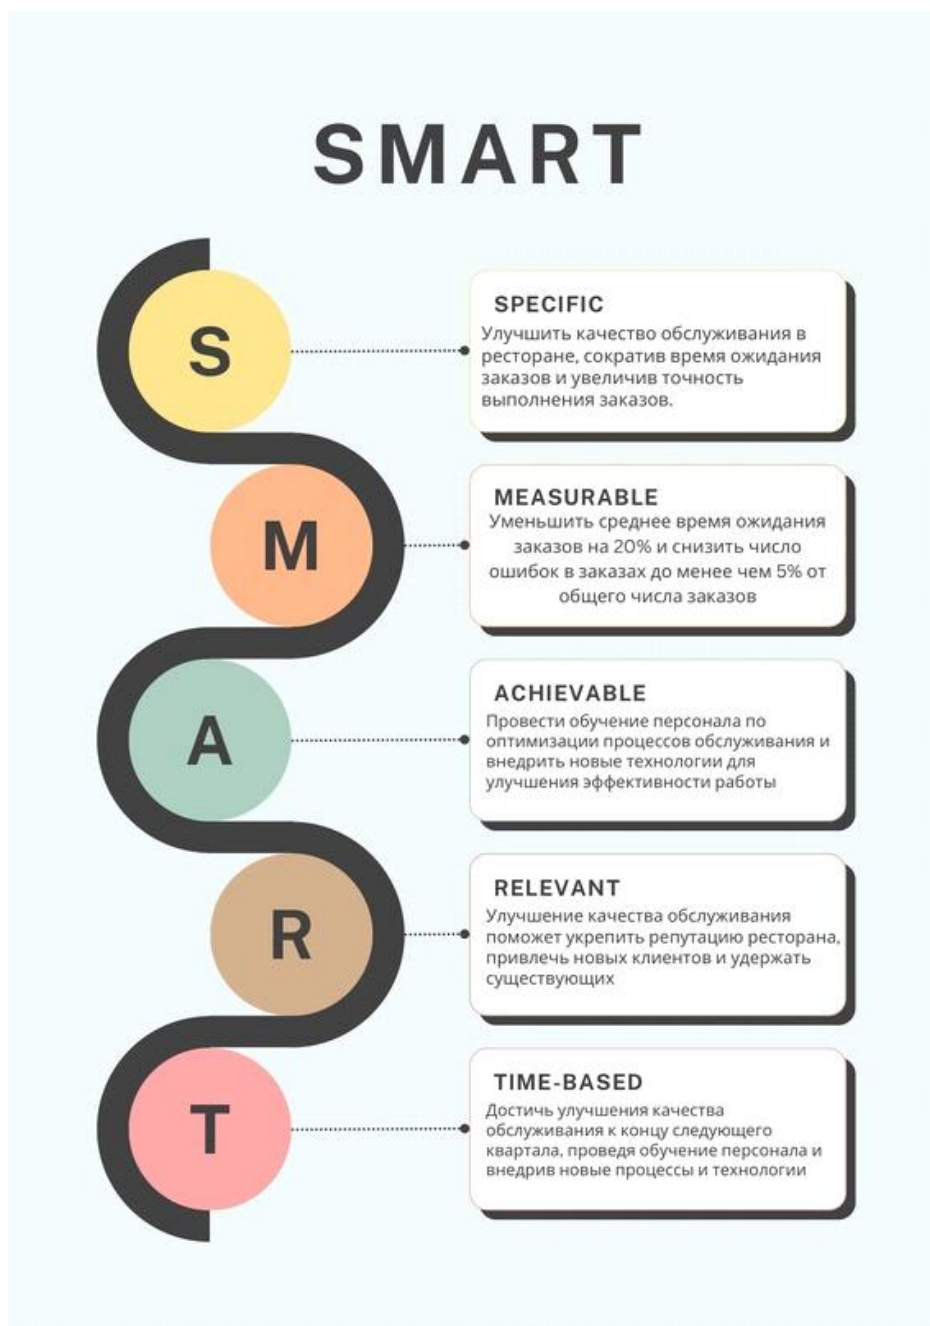 SMART
S
SPECIFIC
Улучшить качество обслуживания в
ресторане, сократив время ожидания
заказов и увеличив точность
выполнения заказов.
M
MEASURABLE
Уменьшить среднее время ожидания
заказов на 20% и снизить число
ошибок в заказах до менее чем 5% от
общего числа заказов
A
ACHIEVABLE
Провести обучение персонала по
оптимизации процессов обслуживания и
внедрить новые технологии для
улучшения эффективности работы
R
RELEVANT
Улучшение качества обслуживания
поможет укрепить репутацию ресторана,
привлечь новых клиентов и удержать
существующих
T
TIME-BASED
Достичь улучшения качества
обслуживания к концу следующего
квартала, проведя обучение персонала и
внедрив новые процессы и технологии